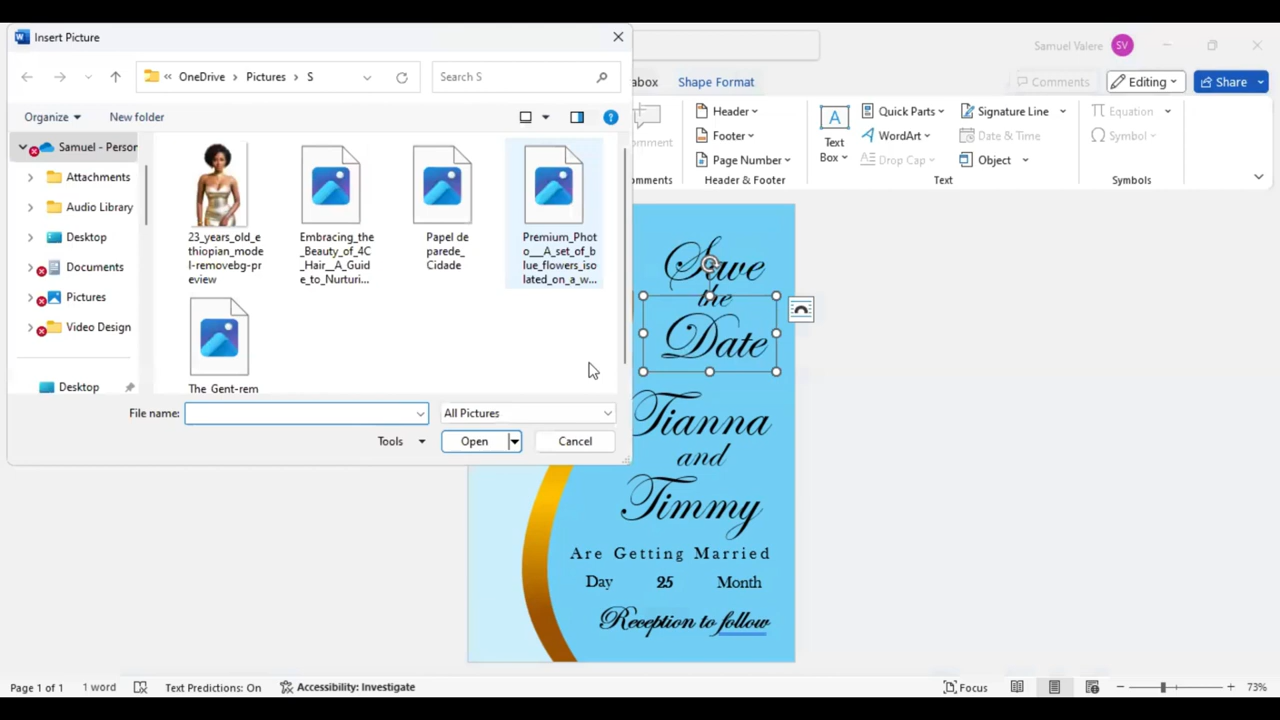 Insert Picture
OneDrive > Pictures > S
Search S
Organize
New folder
Samuel - Person
Attachments
Audio Library
Desktop
Documents
Pictures
Video Design
Desktop
23_years_old_e
thiopian_mode
l-removebg-pr
eview
Embracing_the
_Beauty_of_4C
_Hair__A_Guid
e_to_Nurturi...
Papel de
parede_
Cidade
Premium_Phot
o___A_set_of_b
lue_flowers_iso
lated_on_a_w...
The Gent-rem
File name:
All Pictures
Tools
Open
Cancel
Samuel Valere
SV
Shape Format
Comments
Editing
Share
Header
Footer
Page Number
Header & Footer
Text
Box
Quick Parts
WordArt
Drop Cap
Signature Line
Date & Time
Object
Text
Equation
Symbol
Symbols
Save
the
Date
Tianna
and
Timmy
Are Getting Married
Day 25 Month
Reception to follow
Page 1 of 1
1 word
Text Predictions: On
Accessibility: Investigate
Focus
73%